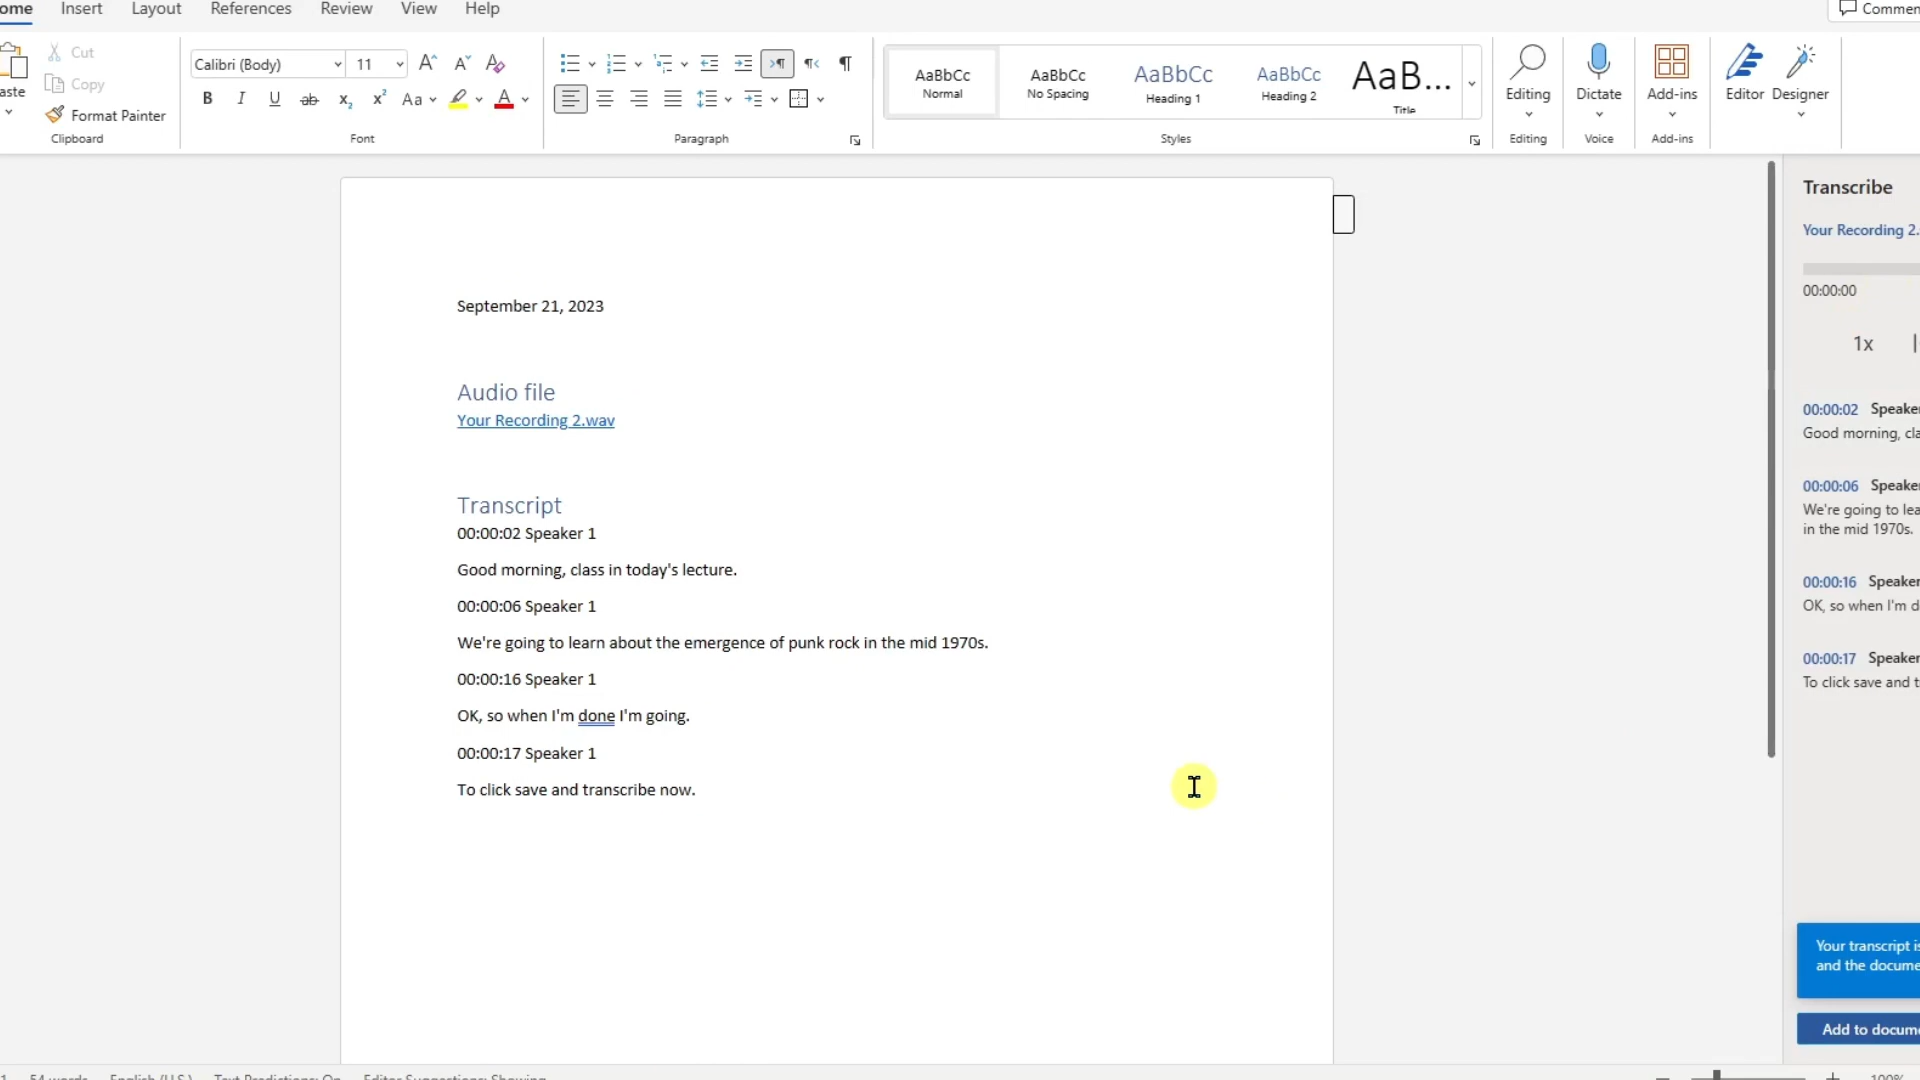 Insert Layout References Review View Help
Cut
Copy
Format Painter
Clipboard
Calibri (Body) 11
Font
Paragraph
AaBbCc AaBbCc AaBbCc AaBbCc AaB...
Normal No Spacing Heading 1 Heading 2 Title
Styles
Editing Dictate Add-ins Editor Designer
Editing Voice Add-ins
September 21, 2023
Audio file
Your Recording 2.wav
Transcript
00:00:02 Speaker 1
Good morning, class in today's lecture.
00:00:06 Speaker 1
We're going to learn about the emergence of punk rock in the mid 1970s.
00:00:16 Speaker 1
OK, so when I'm done I'm going.
00:00:17 Speaker 1
To click save and transcribe now.
Transcribe
Your Recording 2.
00:00:00
1x
00:00:02 Speaker
Good morning, cla
00:00:06 Speaker
We're going to lea
in the mid 1970s.
00:00:16 Speaker
OK, so when I'm d
00:00:17 Speaker
To click save and t
Your transcript is
and the docume
Add to docume
54 words English (U.S.) Text Predictions: On Editor Suggestions: Showing
100%